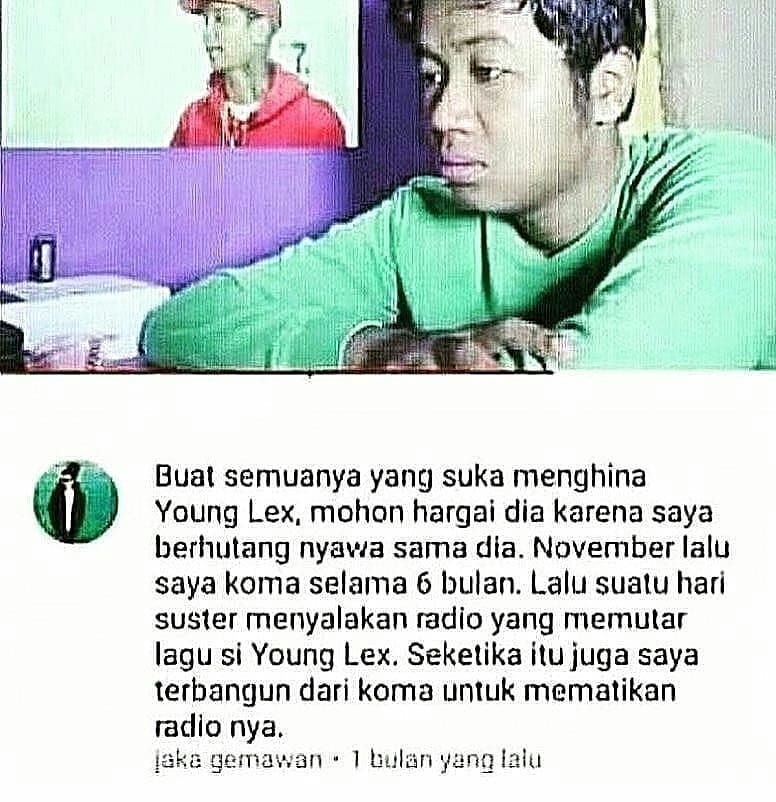 Buat semuanya yang suka menghina
Young Lex, mohon hargai dia karena saya
berhutang nyawa sama dia. November lalu
saya koma selama 6 bulan. Lalu suatu hari
suster menyalakan radio yang memutar
lagu si Young Lex. Seketika itu juga saya
terbangun dari koma untuk mematikan
radio nya.
jaka gemawan • 1 bulan yang lalu